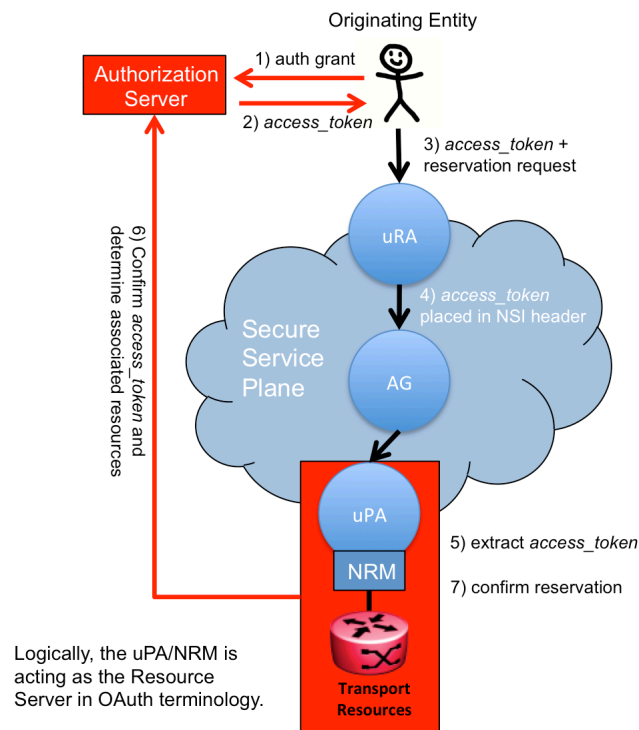 Originating Entity
Authorization
Server
1) auth grant
2) access_token
3) access_token +
reservation request
uRA
4) access_token
placed in NSI header
Secure
Service
Plane
AG
6) Confirm access_token and
determine associated resources
uPA
NRM
5) extract access_token
7) confirm reservation
Transport
Resources
Logically, the uPA/NRM is
acting as the Resource
Server in OAuth terminology.